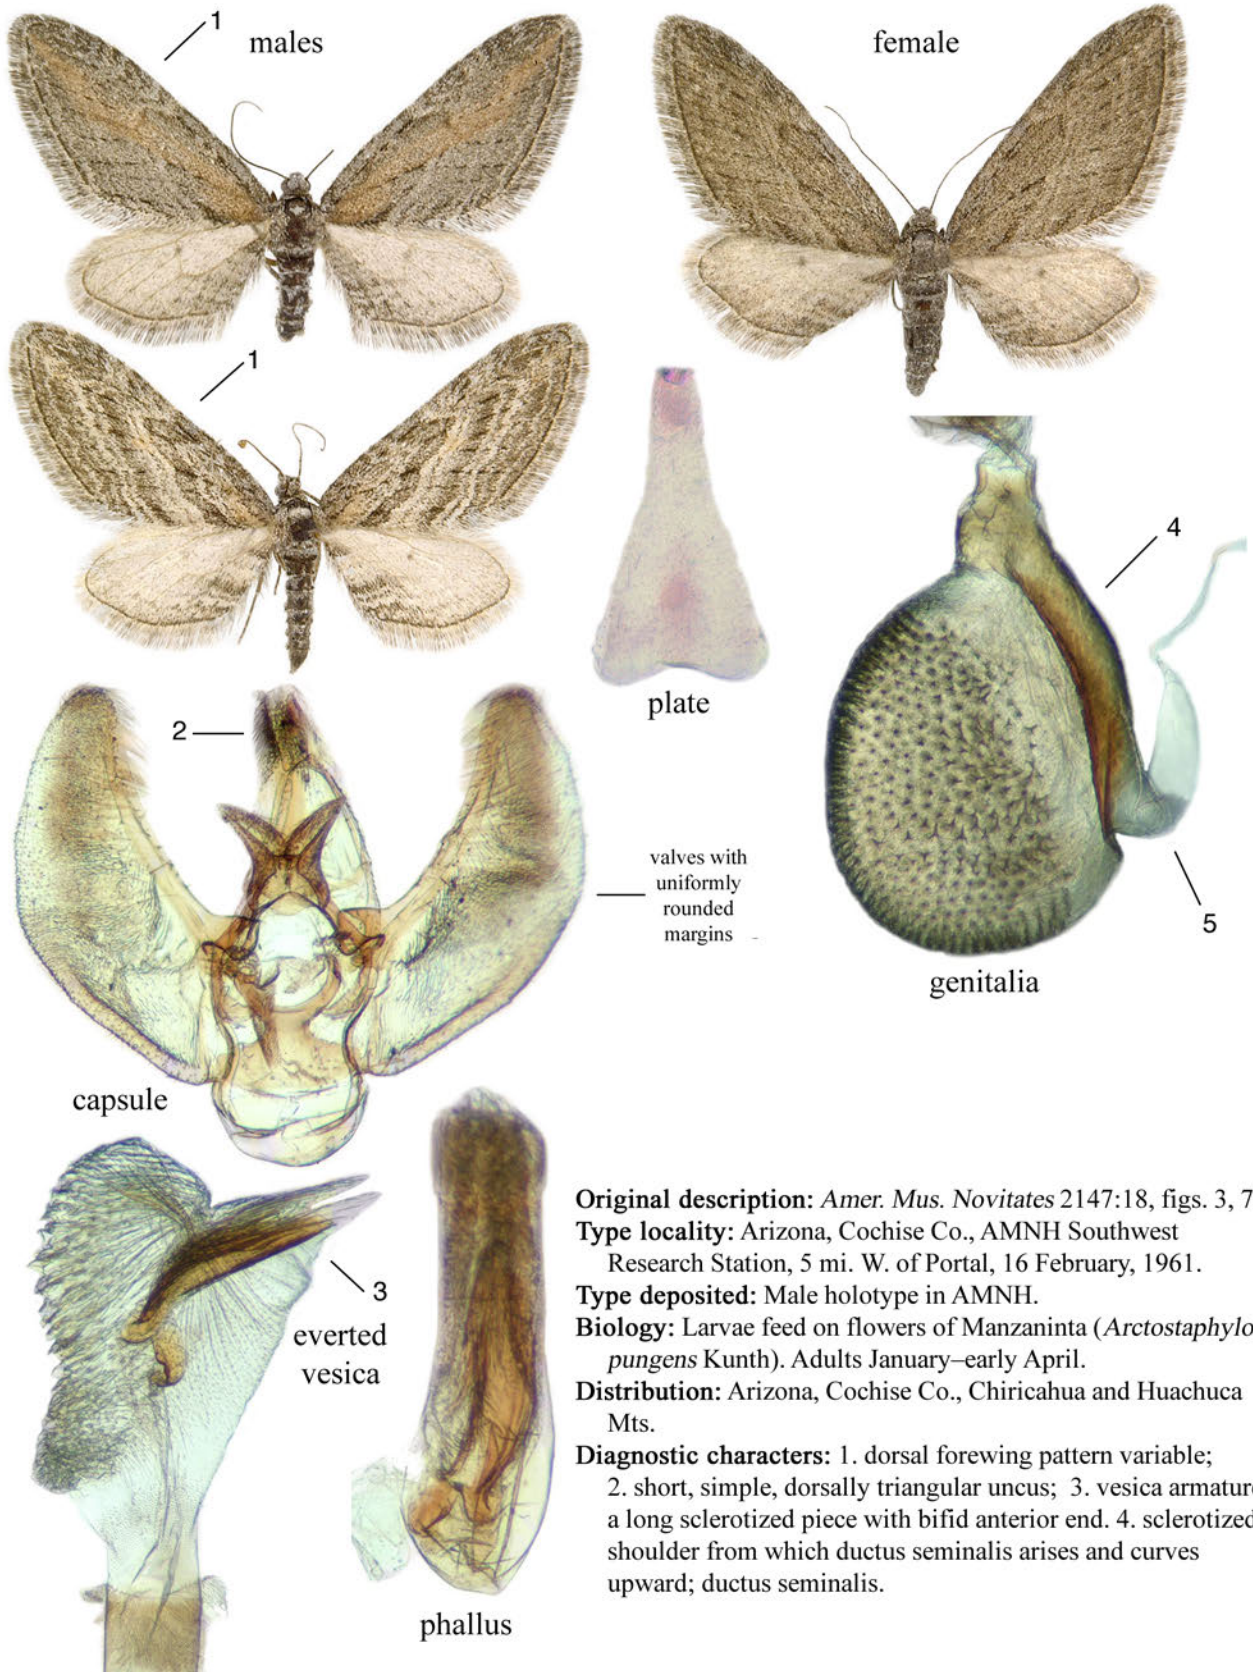 1
males
female
1
plate
4
2
valves with
uniformly
rounded
margins
5
genitalia
capsule
3
everted
vesica
phallus
Original description: Amer. Mus. Novitates 2147:18, figs. 3, 7
Type locality: Arizona, Cochise Co., AMNH Southwest
Research Station, 5 mi. W. of Portal, 16 February, 1961.
Type deposited: Male holotype in AMNH.
Biology: Larvae feed on flowers of Manzaninta (Arctostaphylo
pungens Kunth). Adults January–early April.
Distribution: Arizona, Cochise Co., Chiricahua and Huachuca
Mts.
Diagnostic characters: 1. dorsal forewing pattern variable;
2. short, simple, dorsally triangular uncus; 3. vesica armature
a long sclerotized piece with bifid anterior end. 4. sclerotized
shoulder from which ductus seminalis arises and curves
upward; ductus seminalis.